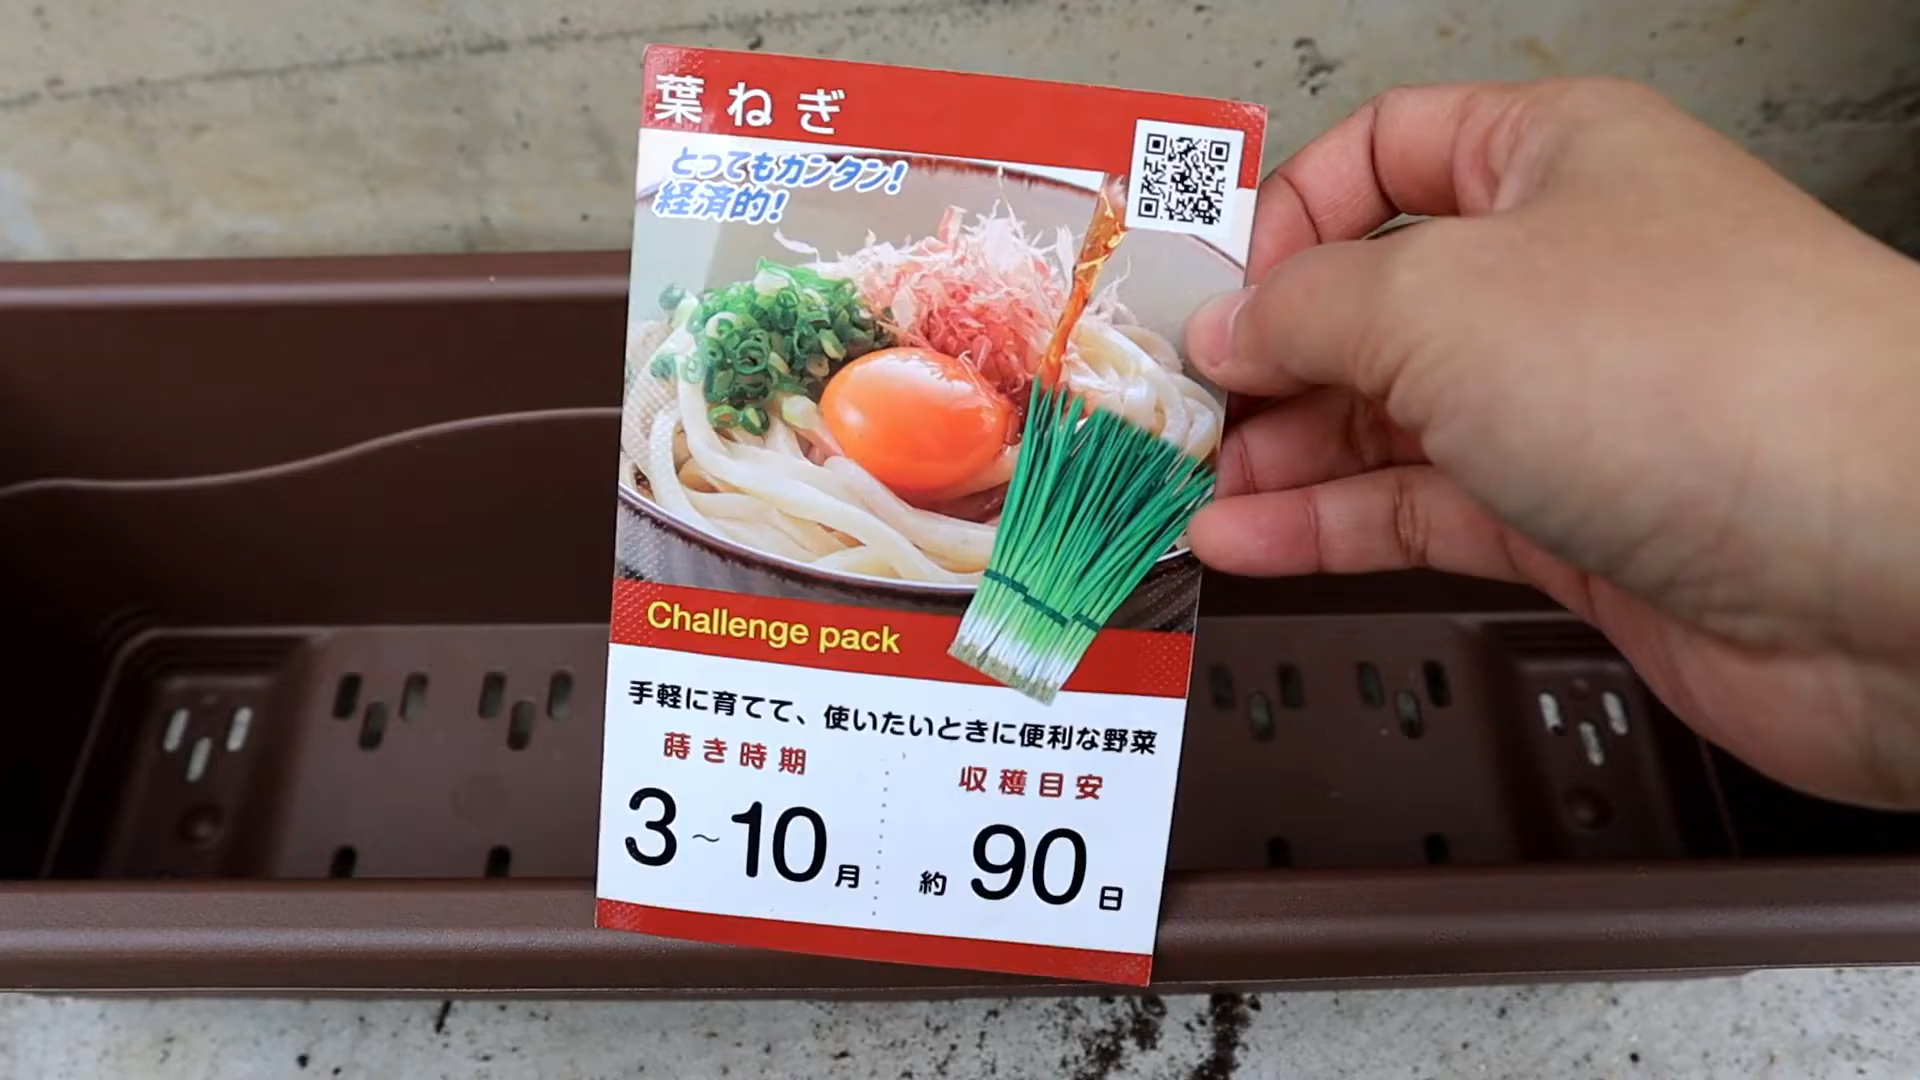 葉ねぎ
とってもカンタン!
経済的!
Challenge pack
手軽に育てて、使いたいときに便利な野菜
蒔き時期
3~10月
収穫目安
約90日